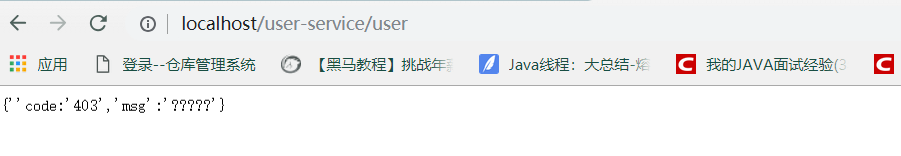 localhost/user-service/user
应用 登录--仓库管理系统 【黑马教程】挑战年 Java线程：大总结-熔 我的JAVA面试经验(3
{''code:'403','msg':'?????'}